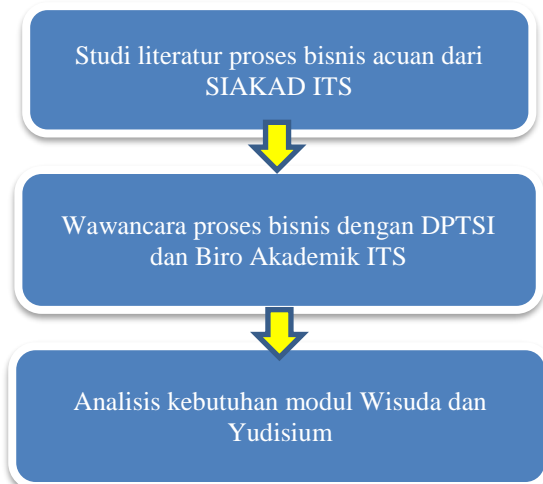 Studi literatur proses bisnis acuan dari
SIAKAD ITS
Wawancara proses bisnis dengan DPTSI
dan Biro Akademik ITS
Analisis kebutuhan modul Wisuda dan
Yudisium